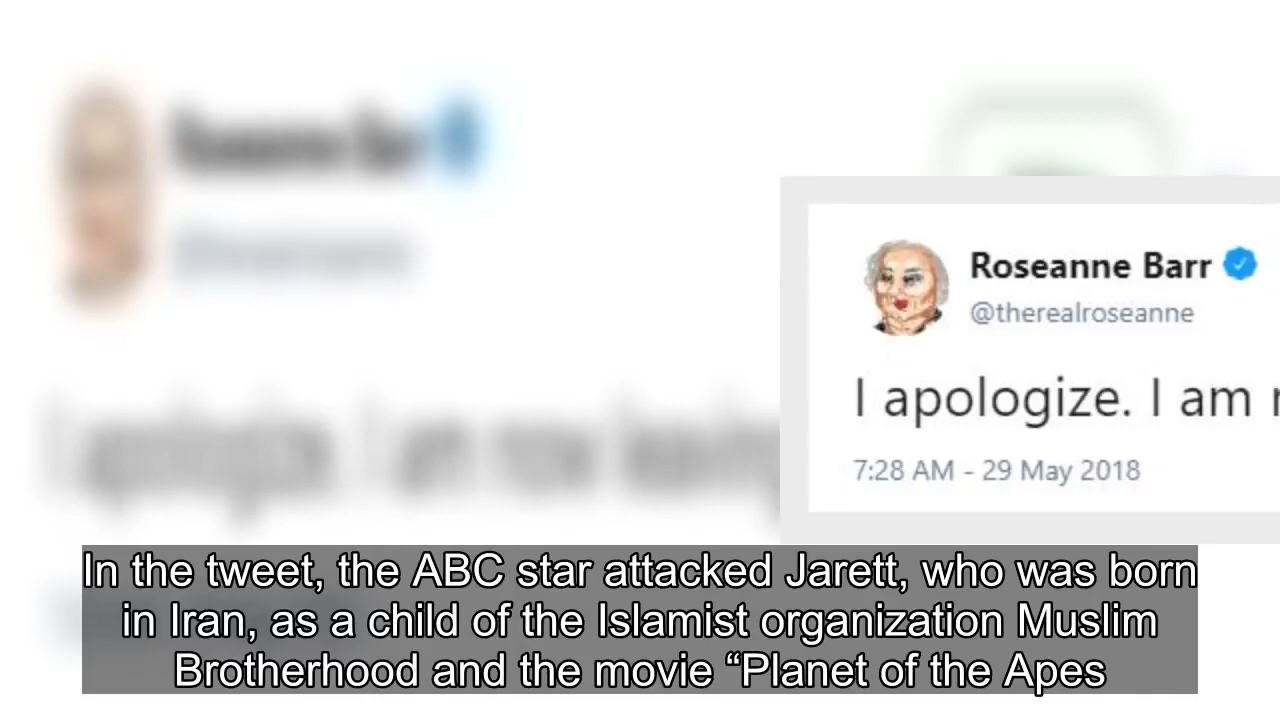 Roseanne Barr
@therealroseanne
I apologize. I am
7:28 AM - 29 May 2018
In the tweet, the ABC star attacked Jarett, who was born
in Iran, as a child of the Islamist organization Muslim
Brotherhood and the movie “Planet of the Apes